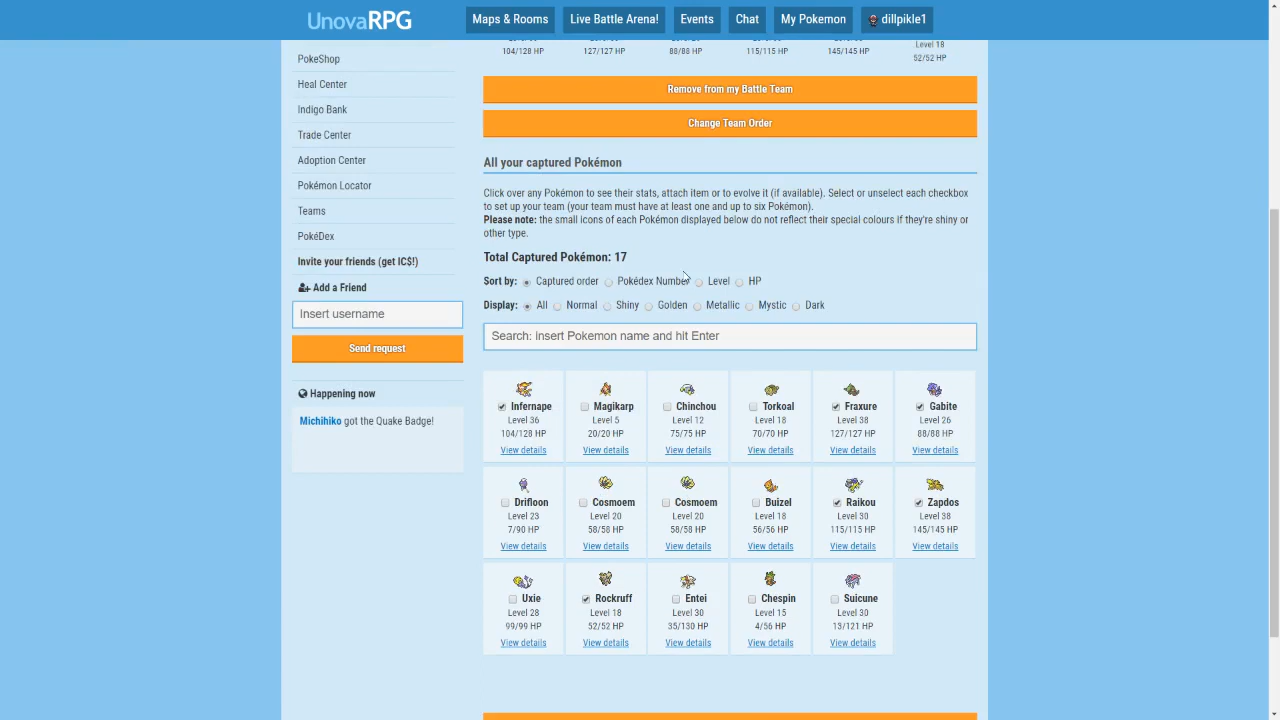 UnovaRPG
Maps & Rooms Live Battle Arena! Events Chat My Pokemon dillpikle1
104/128 HP 127/127 HP 88/88 HP 115/115 HP 145/145 HP
Level 18
52/52 HP
PokeShop
Heal Center
Indigo Bank
Trade Center
Adoption Center
Pokémon Locator
Teams
PokéDex
Invite your friends (get IC$!)
Add a Friend
Insert username
Send request
Happening now
Michihiko got the Quake Badge!
Remove from my Battle Team
Change Team Order
All your captured Pokémon
Click over any Pokémon to see their stats, attach item or to evolve it (if available). Select or unselect each checkbox
to set up your team (your team must have at least one and up to six Pokémon).
Please note: the small icons of each Pokémon displayed below do not reflect their special colours if they're shiny or
other type.
Total Captured Pokémon: 17
Sort by: Captured order Pokédex Number Level HP
Display: All Normal Shiny Golden Metallic Mystic Dark
Search: insert Pokemon name and hit Enter
Infernape Magikarp Chinchou Torkoal Fraxure Gabite
Level 36 Level 5 Level 12 Level 18 Level 38 Level 26
104/128 HP 20/20 HP 75/75 HP 70/70 HP 127/127 HP 88/88 HP
View details View details View details View details View details View details
Drifloon Cosmoem Cosmoem Buizel Raikou Zapdos
Level 23 Level 20 Level 20 Level 18 Level 30 Level 38
7/90 HP 58/58 HP 58/58 HP 56/56 HP 115/115 HP 145/145 HP
View details View details View details View details View details View details
Uxie Rockruff Entei Chespin Suicune
Level 28 Level 18 Level 30 Level 15 Level 30
99/99 HP 52/52 HP 35/130 HP 4/56 HP 13/121 HP
View details View details View details View details View details